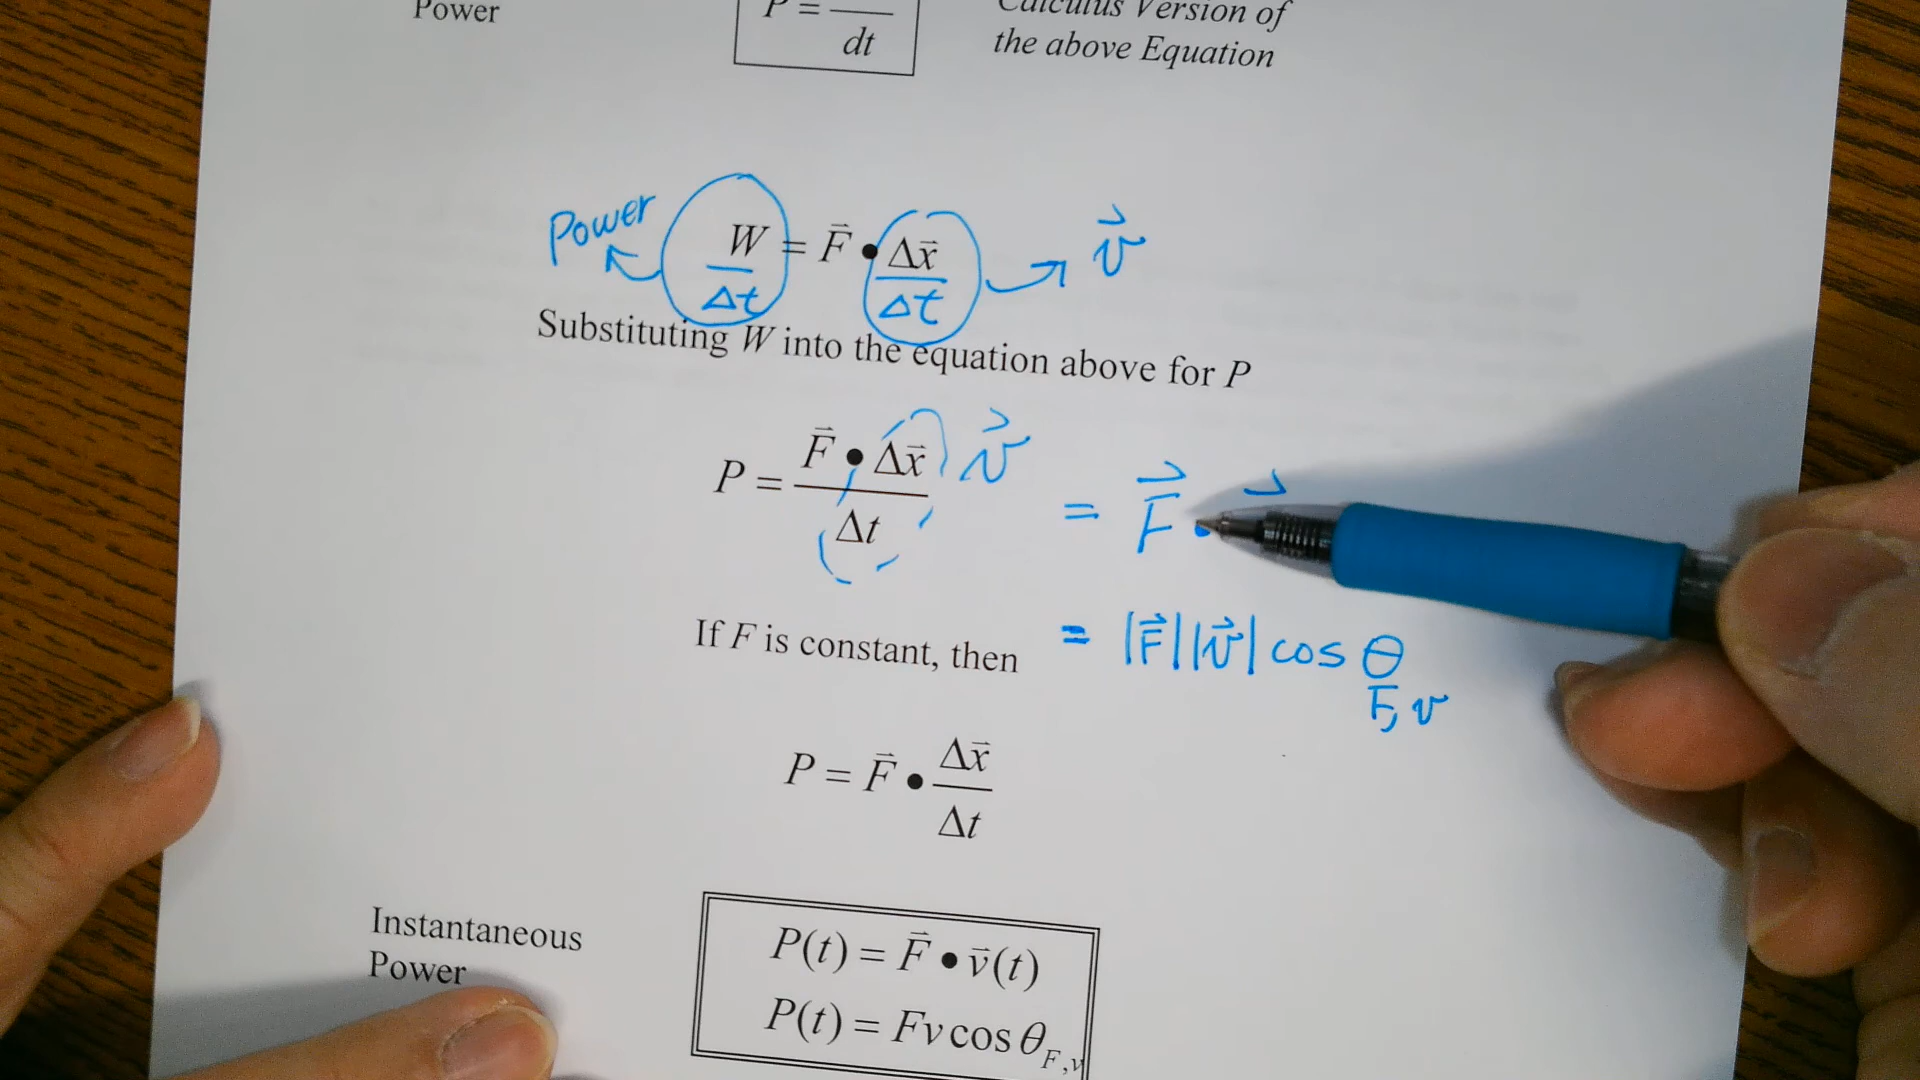 Power
P = —
dt
Calculus Version of
the above Equation
Power
W/Δt = F⃗ • Δx⃗/Δt → v⃗
Substituting W into the equation above for P
P = F⃗ • Δx⃗/Δt v⃗ = F⃗ •
If F is constant, then = |F⃗||v⃗| cos θ F,v
P = F⃗ • Δx⃗/Δt
Instantaneous
Power
P(t) = F⃗ • v⃗(t)
P(t) = Fv cos θ F,v